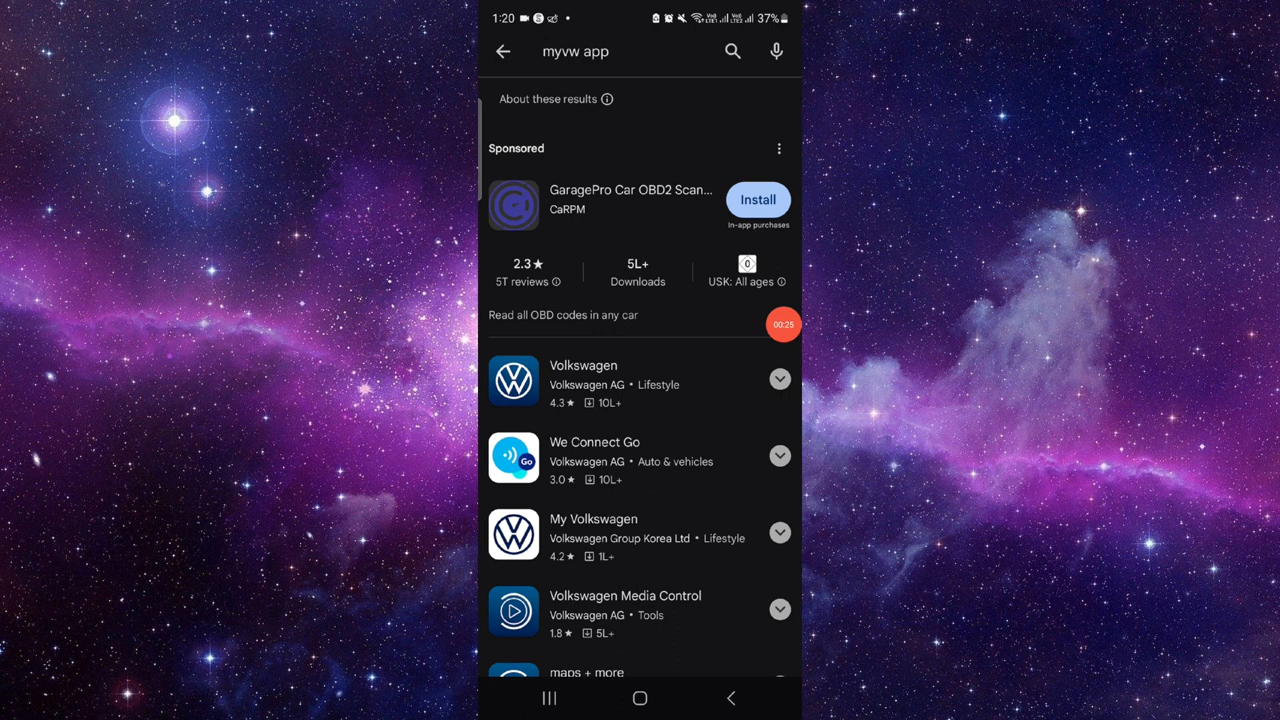 1:20
37%
myvw app
About these results
Sponsored
GaragePro Car OBD2 Scan...
CaRPM
Install
In-app purchases
2.3★
5T reviews
5L+
Downloads
0
USK: All ages
Read all OBD codes in any car
00:25
Volkswagen
Volkswagen AG • Lifestyle
4.3★ 10L+
We Connect Go
Volkswagen AG • Auto & vehicles
3.0★ 10L+
Go
My Volkswagen
Volkswagen Group Korea Ltd • Lifestyle
4.2★ 1L+
Volkswagen Media Control
Volkswagen AG • Tools
1.8★ 5L+
maps + more